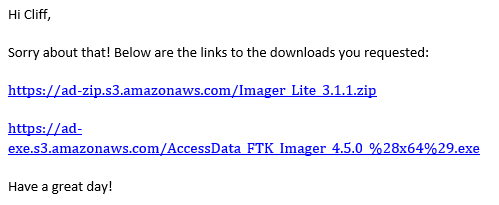 Hi Cliff,
Sorry about that! Below are the links to the downloads you requested:
https://ad-zip.s3.amazonaws.com/Imager_Lite_3.1.1.zip
https://ad-
exe.s3.amazonaws.com/AccessData_FTK_Imager_4.5.0_%28x64%29.exe
Have a great day!